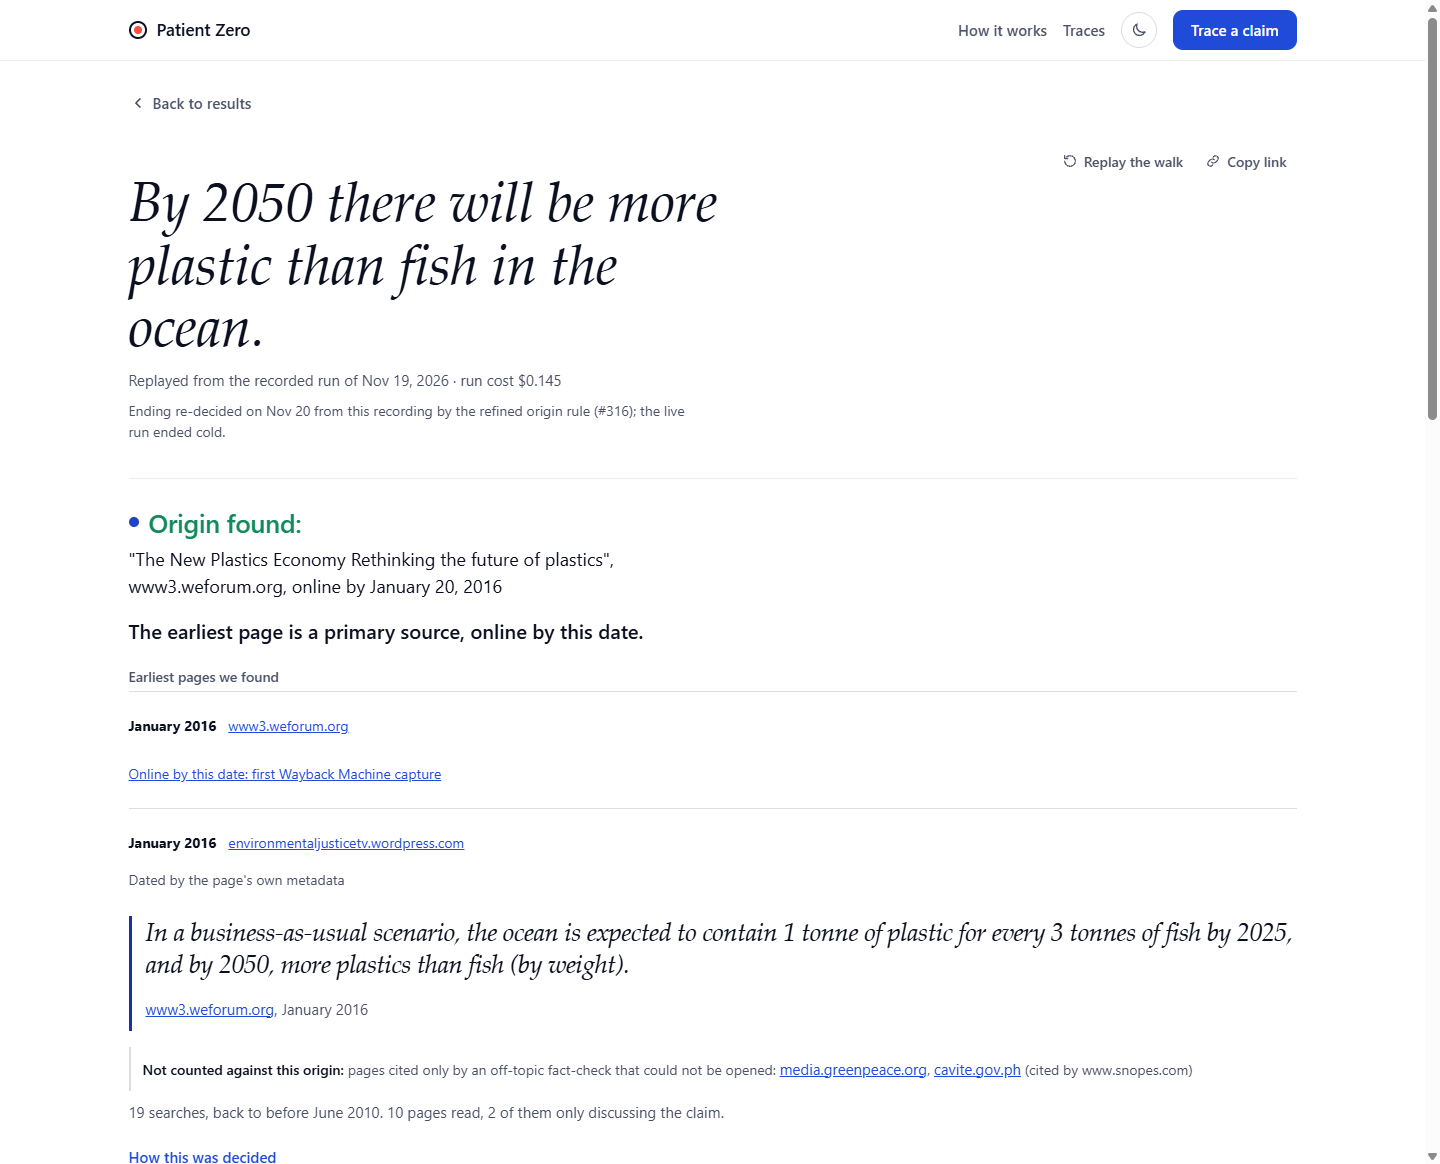 Patient Zero
How it works
Traces
Trace a claim
Back to results
Replay the walk
Copy link
By 2050 there will be more
plastic than fish in the
ocean.
Replayed from the recorded run of Nov 19, 2026 · run cost $0.145
Ending re-decided on Nov 20 from this recording by the refined origin rule (#316); the live
run ended cold.
Origin found:
"The New Plastics Economy Rethinking the future of plastics",
www3.weforum.org, online by January 20, 2016
The earliest page is a primary source, online by this date.
Earliest pages we found
January 2016 www3.weforum.org
Online by this date: first Wayback Machine capture
January 2016 environmentaljusticetv.wordpress.com
Dated by the page's own metadata
In a business-as-usual scenario, the ocean is expected to contain 1 tonne of plastic for every 3 tonnes of fish by 2025,
and by 2050, more plastics than fish (by weight).
www3.weforum.org, January 2016
Not counted against this origin: pages cited only by an off-topic fact-check that could not be opened: media.greenpeace.org, cavite.gov.ph (cited by www.snopes.com)
19 searches, back to before June 2010. 10 pages read, 2 of them only discussing the claim.
How this was decided